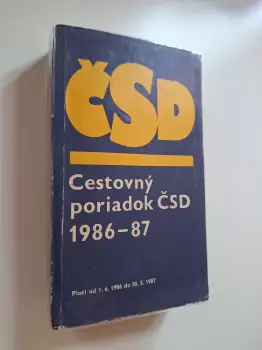 ČSD
Cestovný
poriadok ČSD
1986–87
Platí od 1. 6. 1986 do 30. 5. 1987